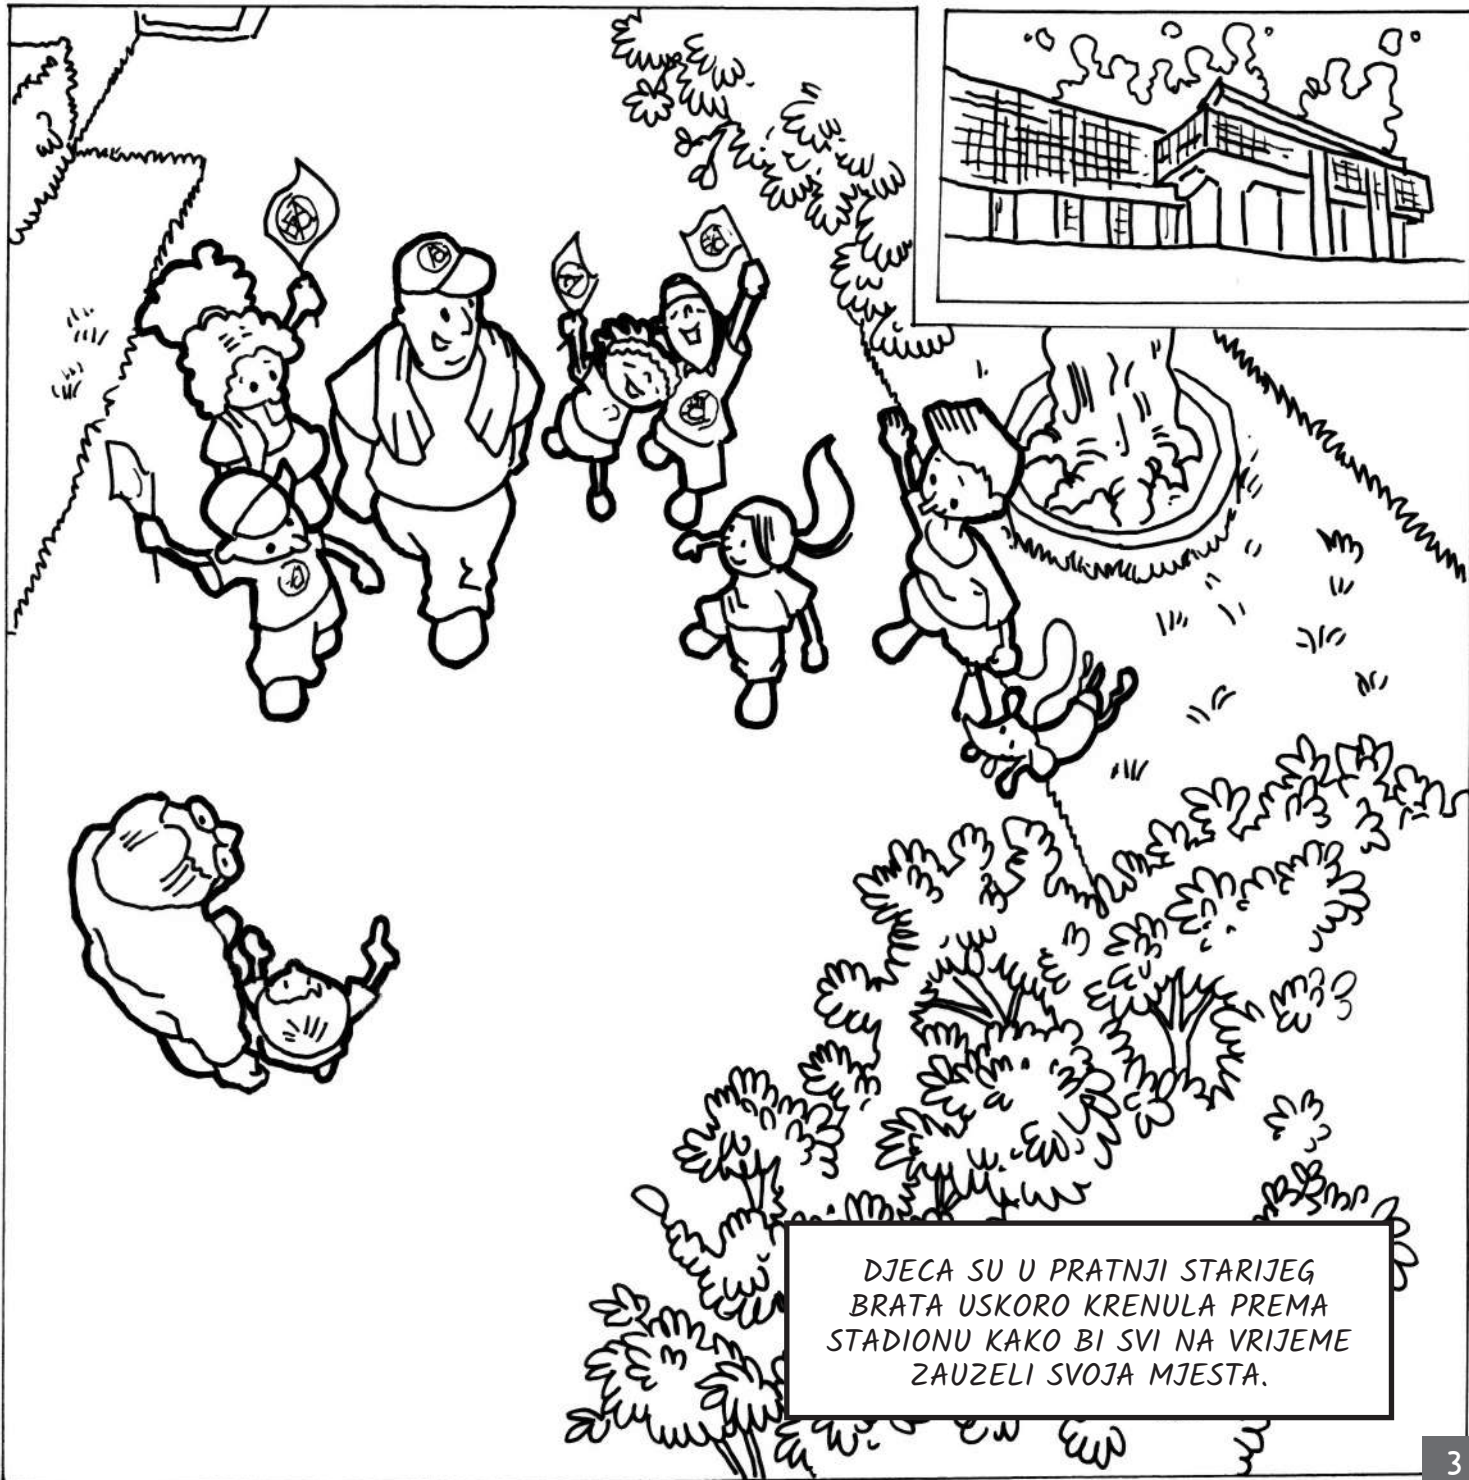 DJECA SU U PRATNJI STARIJEG
BRATA USKORO KRENULA PREMA
STADIONU KAKO BI SVI NA VRIJEME
ZAUZELI SVOJA MJESTA.
3